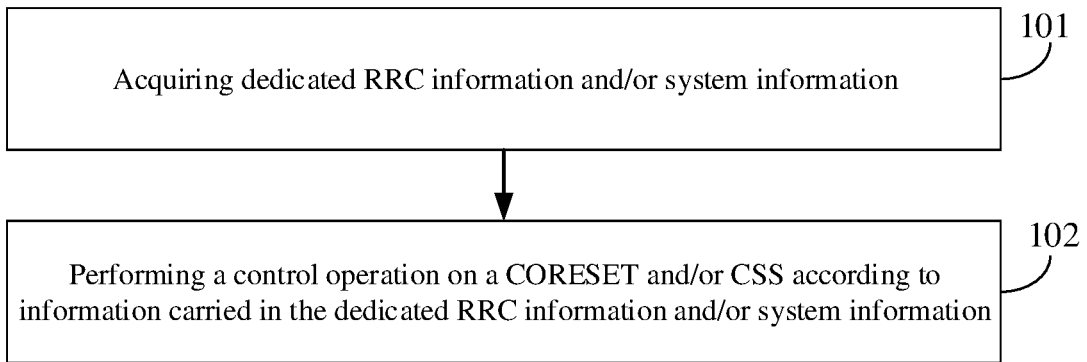 101
Acquiring dedicated RRC information and/or system information
102
Performing a control operation on a CORESET and/or CSS according to
information carried in the dedicated RRC information and/or system information